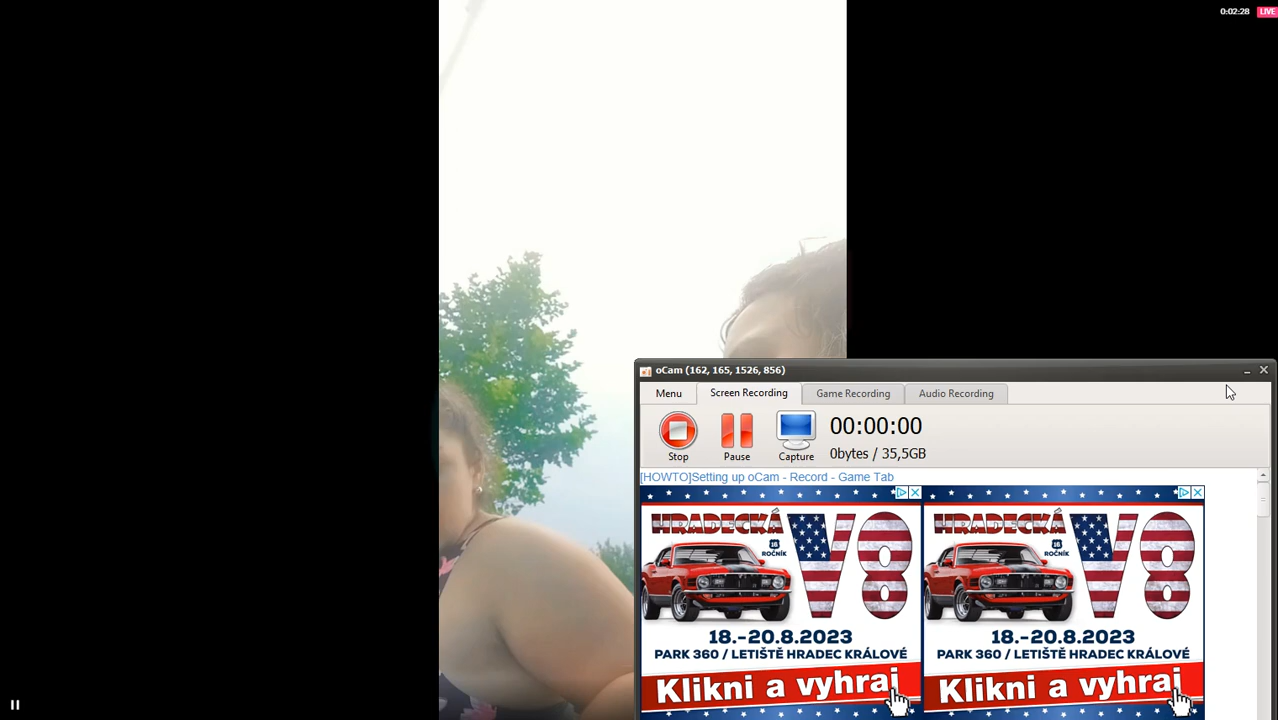 0:02:28 LIVE
oCam (162, 165, 1526, 856)
Menu Screen Recording Game Recording Audio Recording
00:00:00
0bytes / 35,5GB
Stop Pause Capture
[HOWTO]Setting up oCam - Record - Game Tab
HRADECKÁ V8
16.
ROČNÍK
18.-20.8.2023
PARK 360 / LETIŠTĚ HRADEC KRÁLOVÉ
Klikni a vyhraj
HRADECKÁ V8
16.
ROČNÍK
18.-20.8.2023
PARK 360 / LETIŠTĚ HRADEC KRÁLOVÉ
Klikni a vyhraj